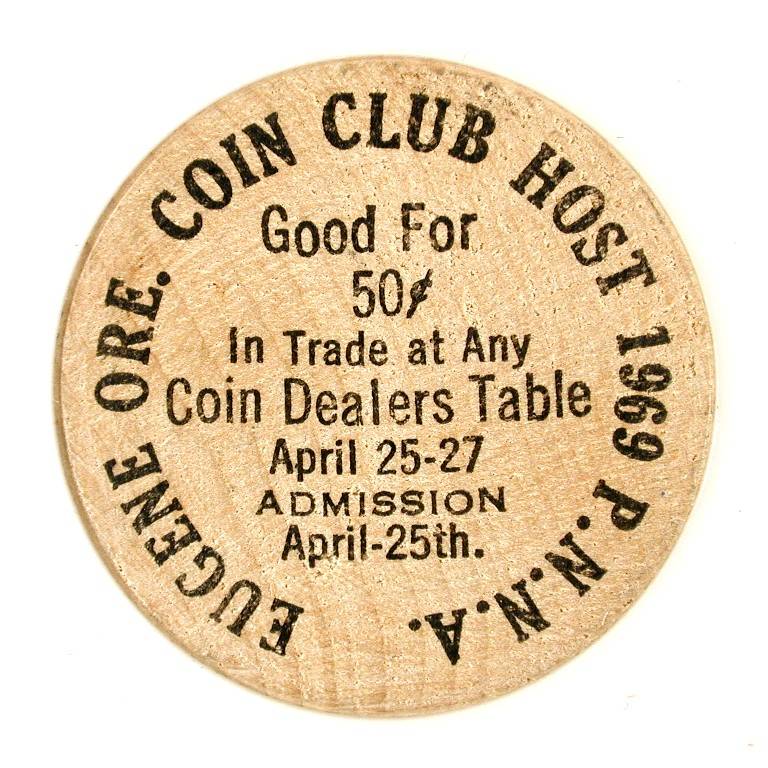 EUGENE ORE. COIN CLUB HOST 1969 P.N.N.A.
Good For
50¢
In Trade at Any
Coin Dealers Table
April 25-27
ADMISSION
April-25th.